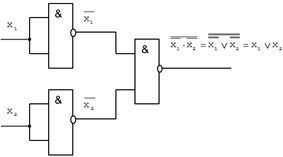 &
x₁
x̅₁
&
x̅₁ · x̅₂ = x̿₁ ∨ x̿₂ = x₁ ∨ x₂
&
x₂
x̅₂